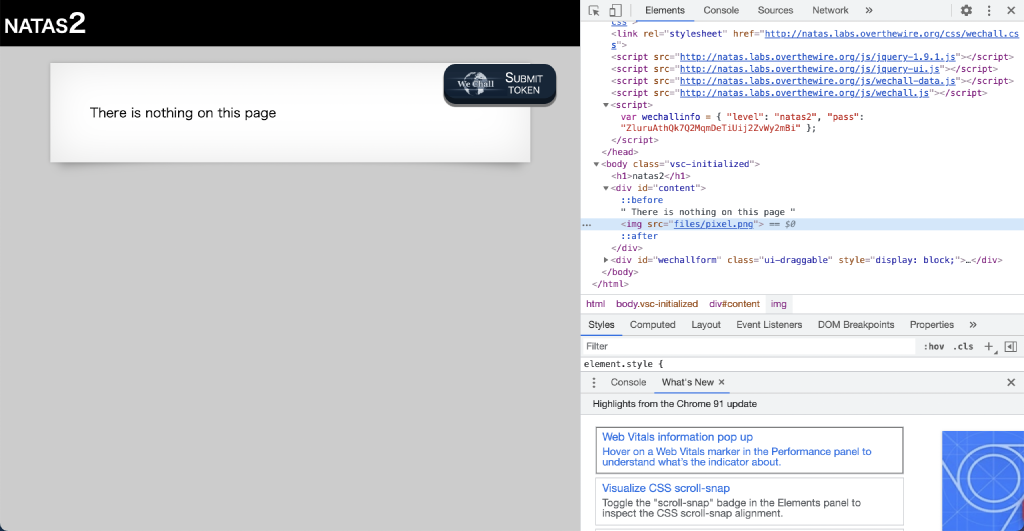 NATAS2
We Chall
SUBMIT TOKEN
There is nothing on this page
Elements Console Sources Network »
css">
<link rel="stylesheet" href="http://natas.labs.overthewire.org/css/wechall.cs
s">
<script src="http://natas.labs.overthewire.org/js/jquery-1.9.1.js"></script>
<script src="http://natas.labs.overthewire.org/js/jquery-ui.js"></script>
<script src="http://natas.labs.overthewire.org/js/wechall-data.js"></script>
<script src="http://natas.labs.overthewire.org/js/wechall.js"></script>
<script>
var wechallinfo = { "level": "natas2", "pass":
"ZluruAthQk7Q2MqmDeTiUij2ZvWy2mBi" };
</script>
</head>
<body class="vsc-initialized">
<h1>natas2</h1>
<div id="content">
::before
" There is nothing on this page "
<img src="files/pixel.png"> == $0
::after
</div>
<div id="wechallform" class="ui-draggable" style="display: block;">…</div>
</body>
</html>
html body.vsc-initialized div#content img
Styles Computed Layout Event Listeners DOM Breakpoints Properties »
Filter :hov .cls +
element.style {
Console What's New ×
Highlights from the Chrome 91 update
Web Vitals information pop up
Hover on a Web Vitals marker in the Performance panel to
understand what's the indicator about.
Visualize CSS scroll-snap
Toggle the "scroll-snap" badge in the Elements panel to
inspect the CSS scroll-snap alignment.